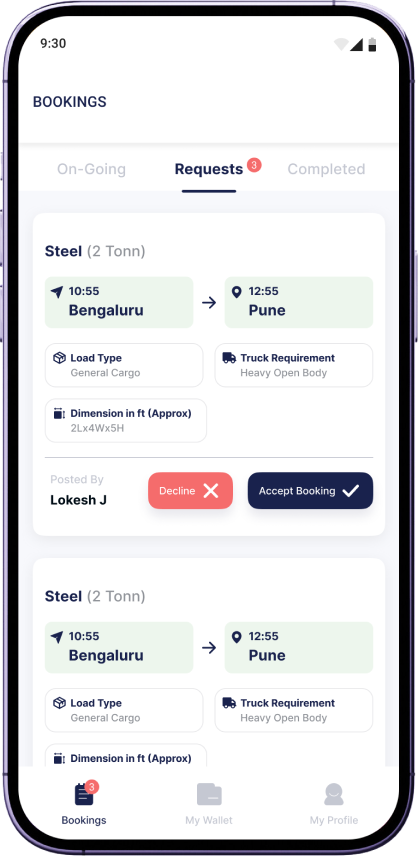 9:30
BOOKINGS
On-Going Requests 3 Completed
Steel (2 Tonn)
10:55 12:55
Bengaluru Pune
Load Type Truck Requirement
General Cargo Heavy Open Body
Dimension in ft (Approx)
2Lx4Wx5H
Posted By
Lokesh J
Decline Accept Booking
Steel (2 Tonn)
10:55 12:55
Bengaluru Pune
Load Type Truck Requirement
General Cargo Heavy Open Body
Dimension in ft (Approx)
3
Bookings My Wallet My Profile